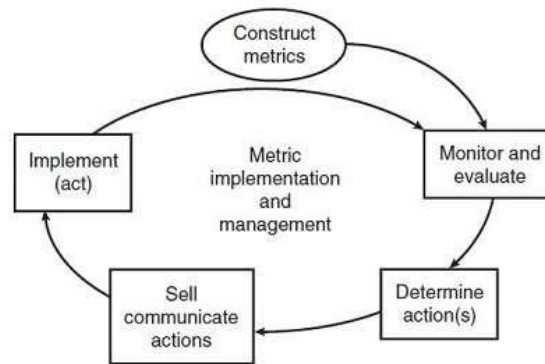 Construct
metrics
Implement
(act)
Metric
implementation
and
management
Monitor and
evaluate
Sell
communicate
actions
Determine
action(s)